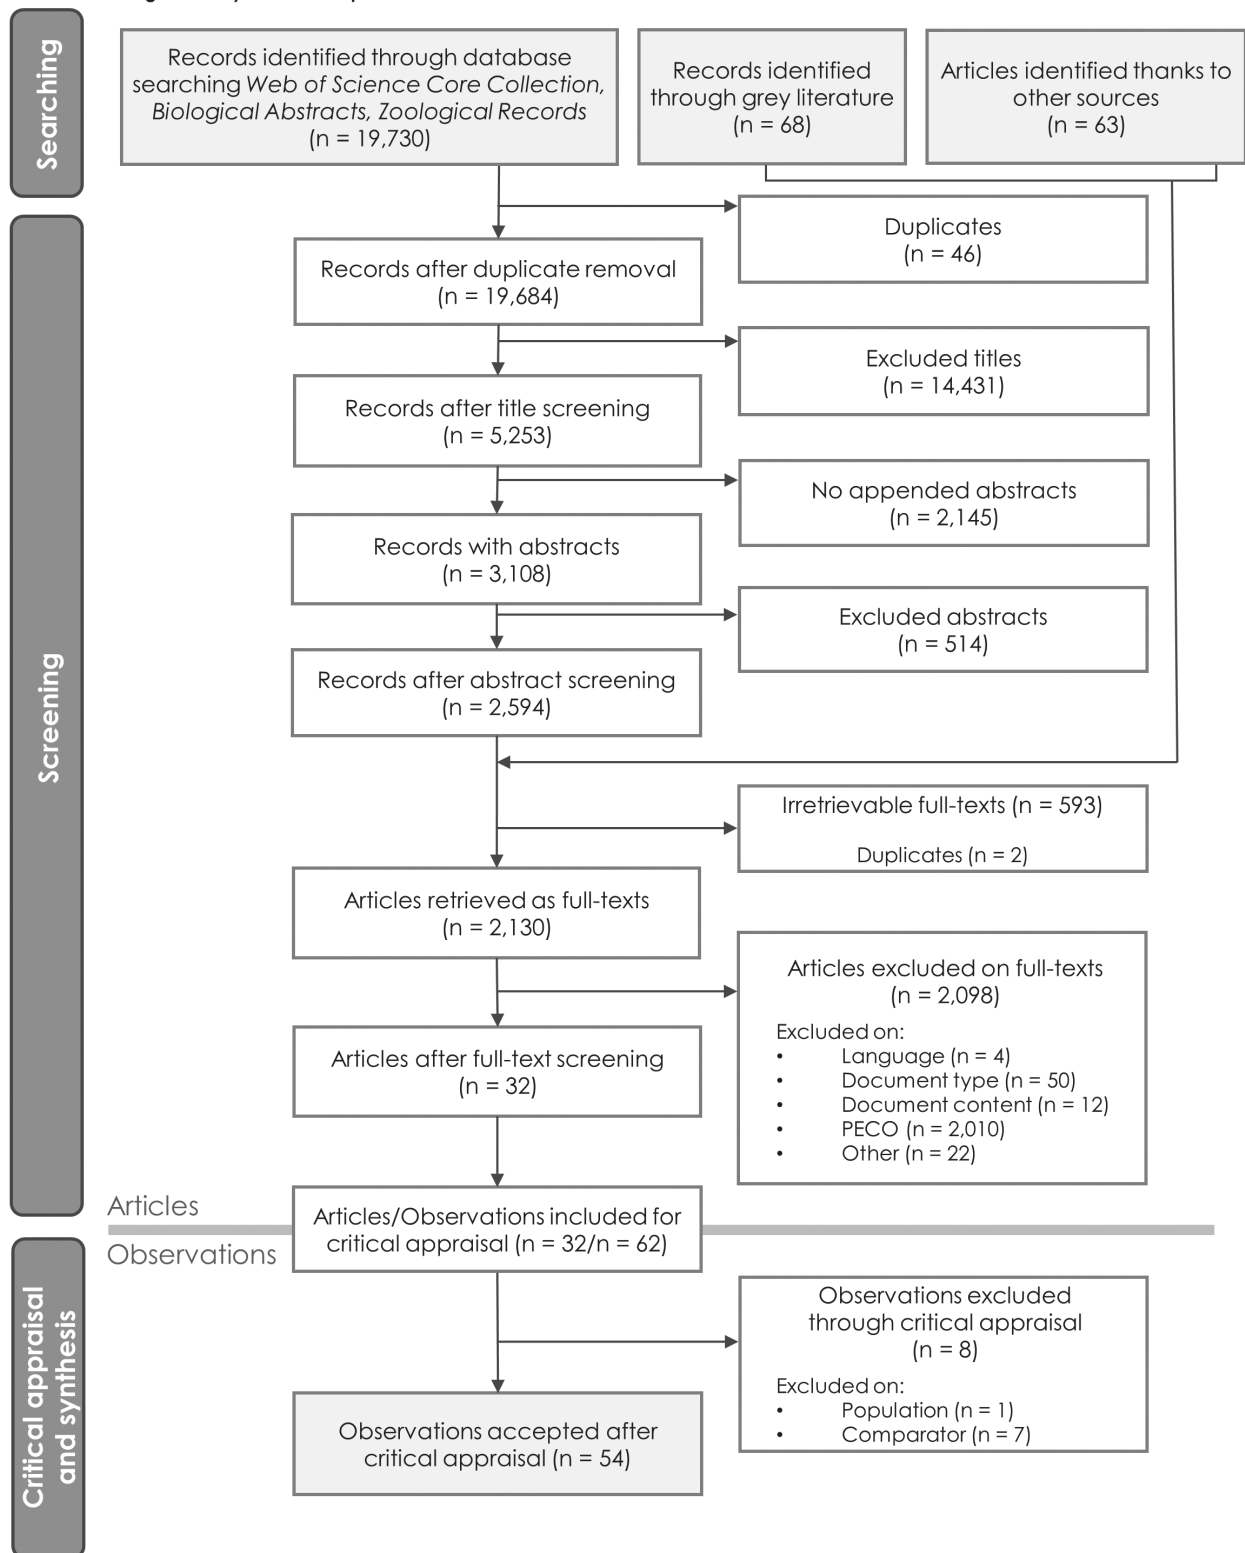 Searching
Records identified through database
searching Web of Science Core Collection,
Biological Abstracts, Zoological Records
(n = 19,730)
Records identified
through grey literature
(n = 68)
Articles identified thanks to
other sources
(n = 63)
Duplicates
(n = 46)
Records after duplicate removal
(n = 19,684)
Excluded titles
(n = 14,431)
Records after title screening
(n = 5,253)
No appended abstracts
(n = 2,145)
Records with abstracts
(n = 3,108)
Excluded abstracts
(n = 514)
Records after abstract screening
(n = 2,594)
Screening
Irretrievable full-texts (n = 593)
Duplicates (n = 2)
Articles retrieved as full-texts
(n = 2,130)
Articles excluded on full-texts
(n = 2,098)
Excluded on:
• Language (n = 4)
• Document type (n = 50)
• Document content (n = 12)
• PECO (n = 2,010)
• Other (n = 22)
Articles after full-text screening
(n = 32)
Articles
Articles/Observations included for
critical appraisal (n = 32/n = 62)
Observations
Critical appraisal
and synthesis
Observations excluded
through critical appraisal
(n = 8)
Excluded on:
• Population (n = 1)
• Comparator (n = 7)
Observations accepted after
critical appraisal (n = 54)